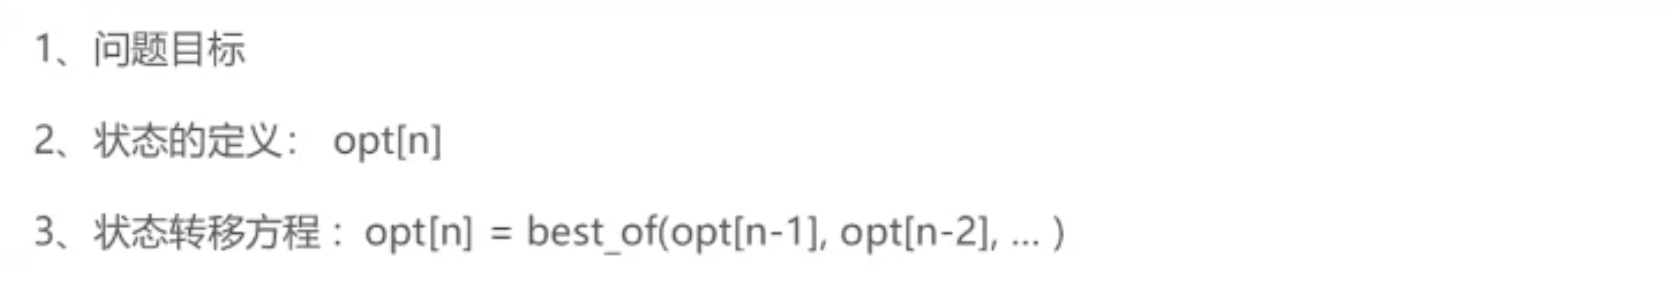 1、问题目标
2、状态的定义： opt[n]
3、状态转移方程 ：opt[n] = best_of(opt[n-1], opt[n-2], ... )